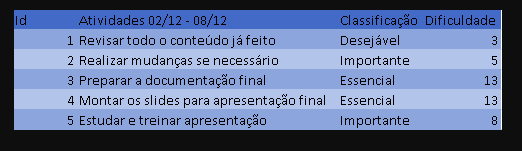 Id Atividades 02/12 - 08/12 Classificação Dificuldade
1 Revisar todo o conteúdo já feito Desejável 3
2 Realizar mudanças se necessário Importante 5
3 Preparar a documentação final Essencial 13
4 Montar os slides para apresentação final Essencial 13
5 Estudar e treinar apresentação Importante 8